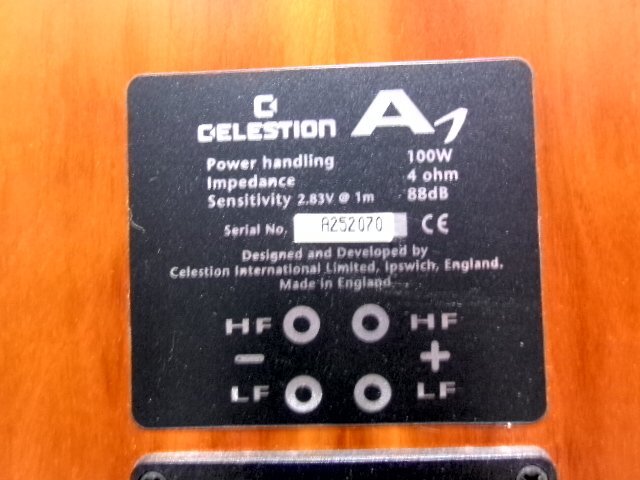 CELESTION A1
Power handling 100W
Impedance 4 ohm
Sensitivity 2.83V @ 1m 88dB
Serial No. A252070 CE
Designed and Developed by
Celestion International Limited, Ipswich, England.
Made in England
HF HF
- +
LF LF